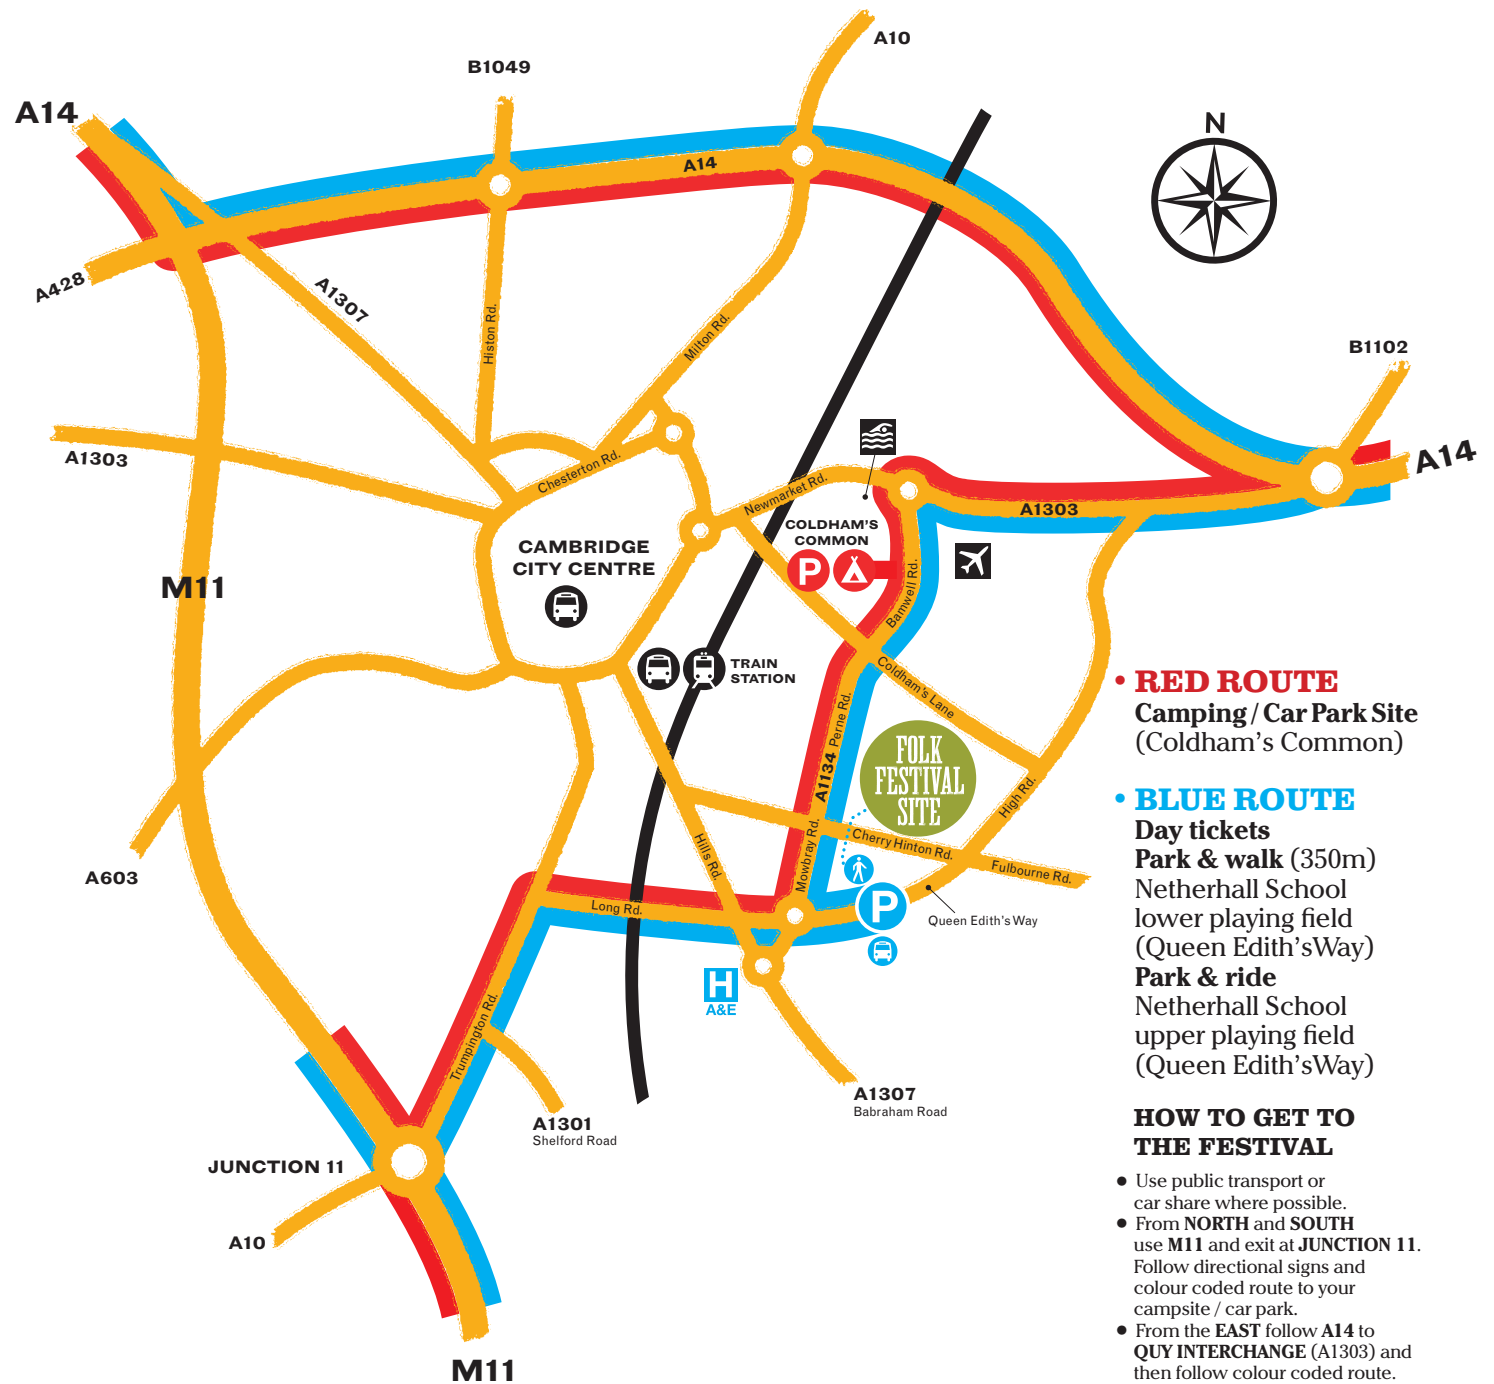 A10
B1049
A14
N
A14
A428
A1307
Histon Rd.
Milton Rd.
B1102
A14
A1303
Chesterton Rd.
Newmarket Rd.
A1303
COLDHAM'S
COMMON
P
CAMBRIDGE
CITY CENTRE
M11
Barnwell Rd.
TRAIN
STATION
Coldham's Lane
A1134 Perne Rd.
FOLK
FESTIVAL
SITE
High Rd.
Mowbray Rd.
Cherry Hinton Rd.
Fulbourne Rd.
Hills Rd.
A603
Long Rd.
P
Queen Edith's Way
H
A&E
Trumpington Rd.
A1307
Babraham Road
A1301
Shelford Road
JUNCTION 11
A10
M11
• RED ROUTE
Camping / Car Park Site
(Coldham's Common)
• BLUE ROUTE
Day tickets
Park & walk (350m)
Netherhall School
lower playing field
(Queen Edith'sWay)
Park & ride
Netherhall School
upper playing field
(Queen Edith'sWay)
HOW TO GET TO
THE FESTIVAL
• Use public transport or
car share where possible.
• From NORTH and SOUTH
use M11 and exit at JUNCTION 11.
Follow directional signs and
colour coded route to your
campsite / car park.
• From the EAST follow A14 to
QUY INTERCHANGE (A1303) and
then follow colour coded route.